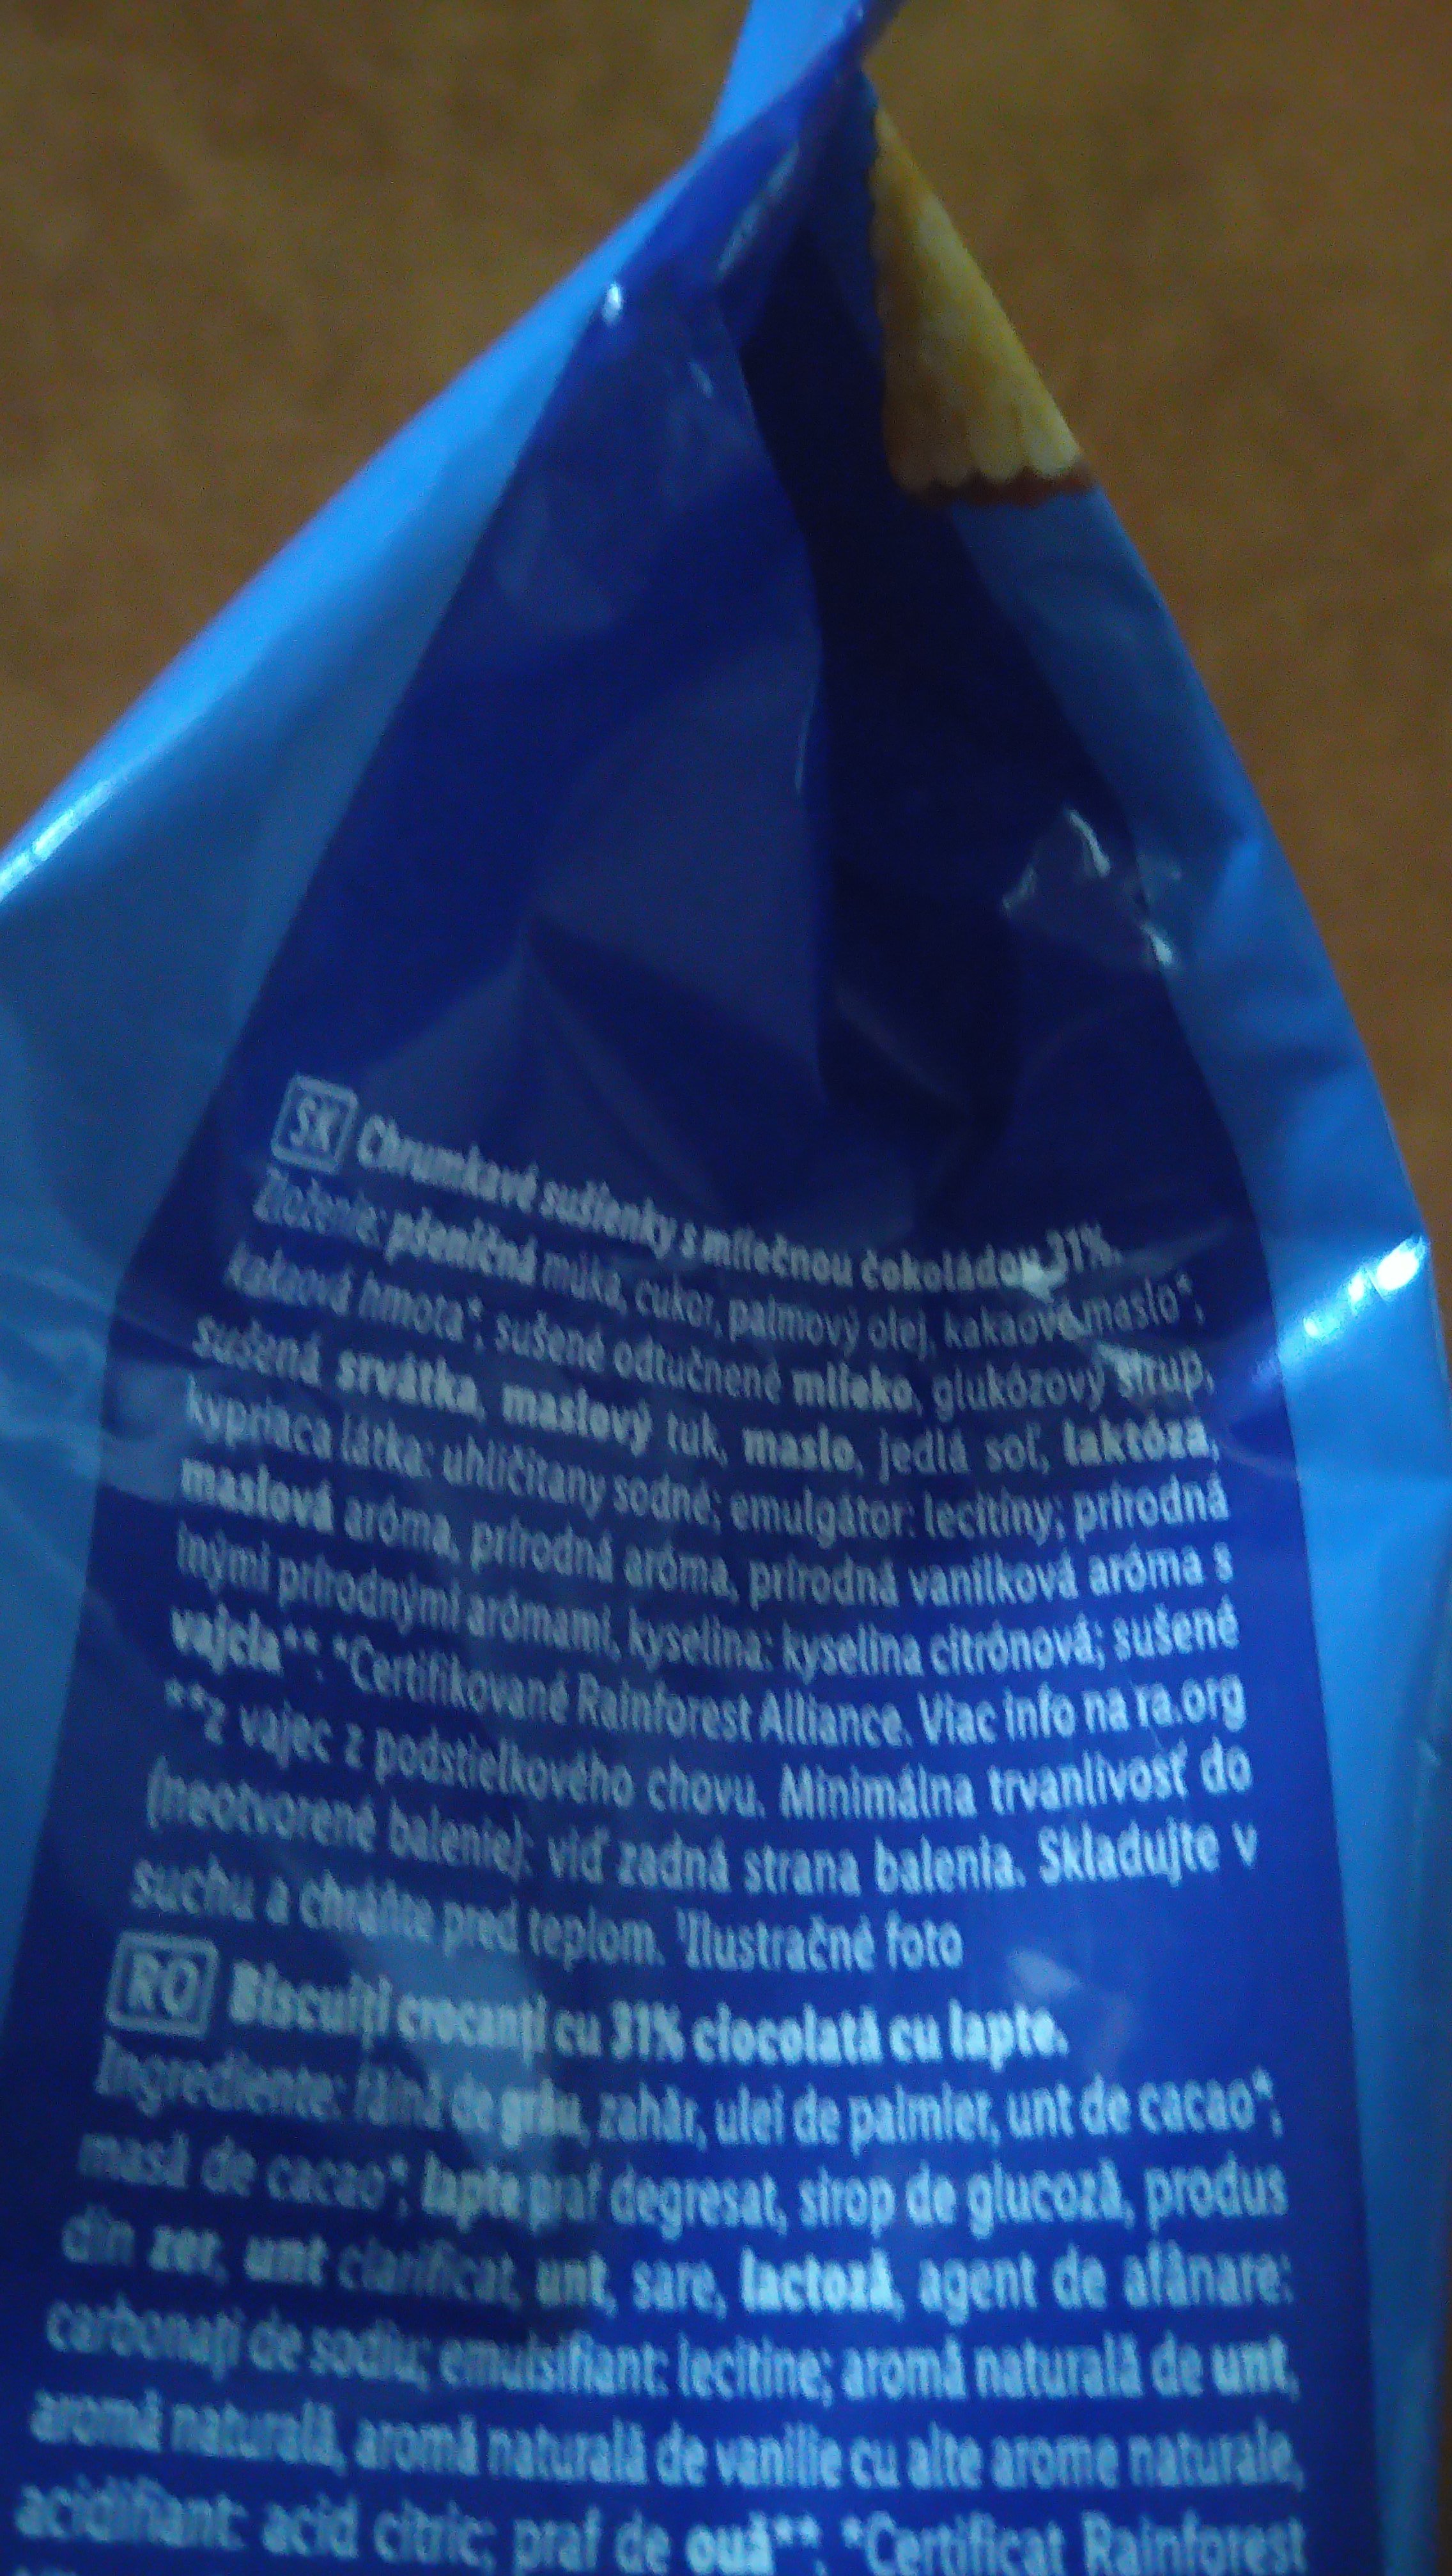 SK Chrumkavé sušienky s mliečnou čokoládou 31%.
Zloženie: pšeničná múka, cukor, palmový olej, kakaové maslo*,
kakaová hmota*, sušené odtučnené mlieko, glukózový sirup,
sušená srvátka, maslový tuk, maslo, jedlá soľ, laktóza,
kypriaca látka: uhličitany sodné; emulgátor: lecitíny; prírodná
maslová aróma, prírodná aróma, prírodná vanilková aróma s
inými prírodnými arómami, kyselina: kyselina citrónová; sušené
vajcia**. *Certifikované Rainforest Alliance. Viac info na ra.org
**z vajec z podstielkového chovu. Minimálna trvanlivosť do
(neotvorené balenie): viď zadná strana balenia. Skladujte v
suchu a chráňte pred teplom. Ilustračné foto
RO Biscuiți crocanți cu 31% ciocolată cu lapte.
Ingrediente: făină de grâu, zahăr, ulei de palmier, unt de cacao*,
masă de cacao*, lapte praf degresat, sirop de glucoză, produs
din zer, unt clarificat, unt, sare, lactoză, agent de afânare:
carbonați de sodiu; emulsifiant: lecitine; aromă naturală de unt,
aromă naturală, aromă naturală de vanilie cu alte arome naturale,
acidifiant: acid citric; praf de ouă**. *Certificat Rainforest